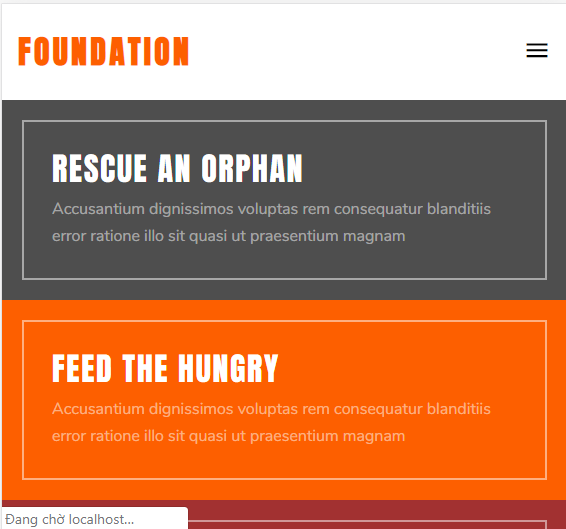 FOUNDATION
RESCUE AN ORPHAN
Accusantium dignissimos voluptas rem consequatur blanditiis
error ratione illo sit quasi ut praesentium magnam
FEED THE HUNGRY
Accusantium dignissimos voluptas rem consequatur blanditiis
error ratione illo sit quasi ut praesentium magnam
Đang chờ localhost...